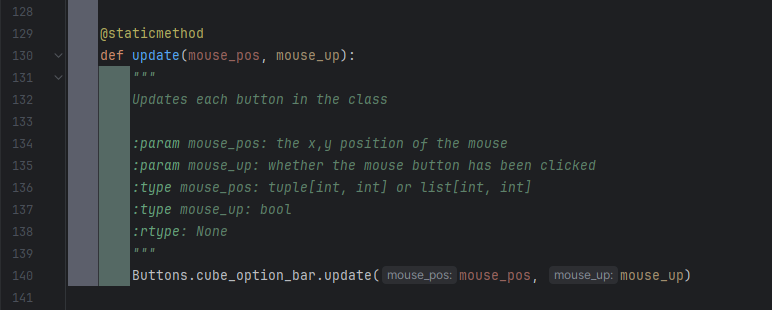 128
129 @staticmethod
130 def update(mouse_pos, mouse_up):
131 """
132 Updates each button in the class
133
134 :param mouse_pos: the x,y position of the mouse
135 :param mouse_up: whether the mouse button has been clicked
136 :type mouse_pos: tuple[int, int] or list[int, int]
137 :type mouse_up: bool
138 :rtype: None
139 """
140 Buttons.cube_option_bar.update( mouse_pos: mouse_pos, mouse_up: mouse_up)
141